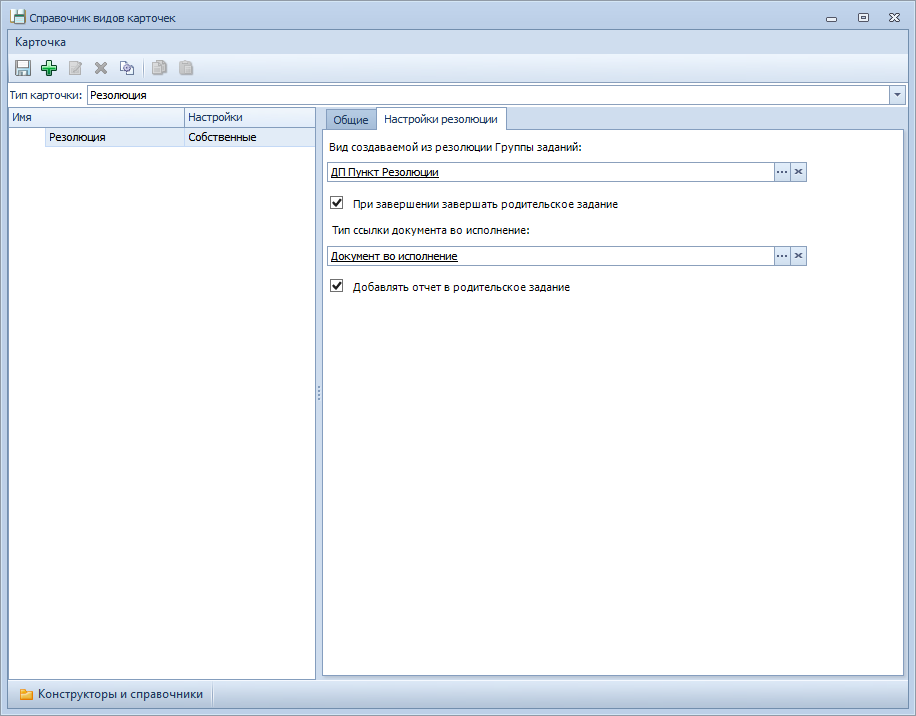 Справочник видов карточек
Карточка
Тип карточки: Резолюция
Имя Настройки
Резолюция Собственные
Общие Настройки резолюции
Вид создаваемой из резолюции Группы заданий:
ДП Пункт Резолюции
При завершении завершать родительское задание
Тип ссылки документа во исполнение:
Документ во исполнение
Добавлять отчет в родительское задание
Конструкторы и справочники